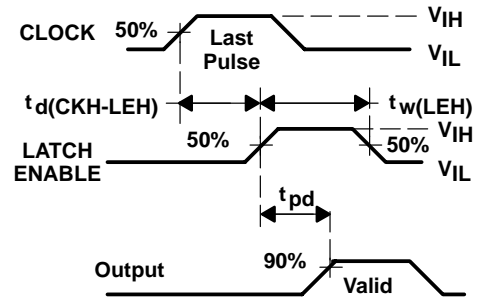 CLOCK 50% Last Pulse VIH
VIL
td(CKH-LEH) tw(LEH)
50% VIH
50%
LATCH ENABLE VIL
tpd
90%
Output Valid